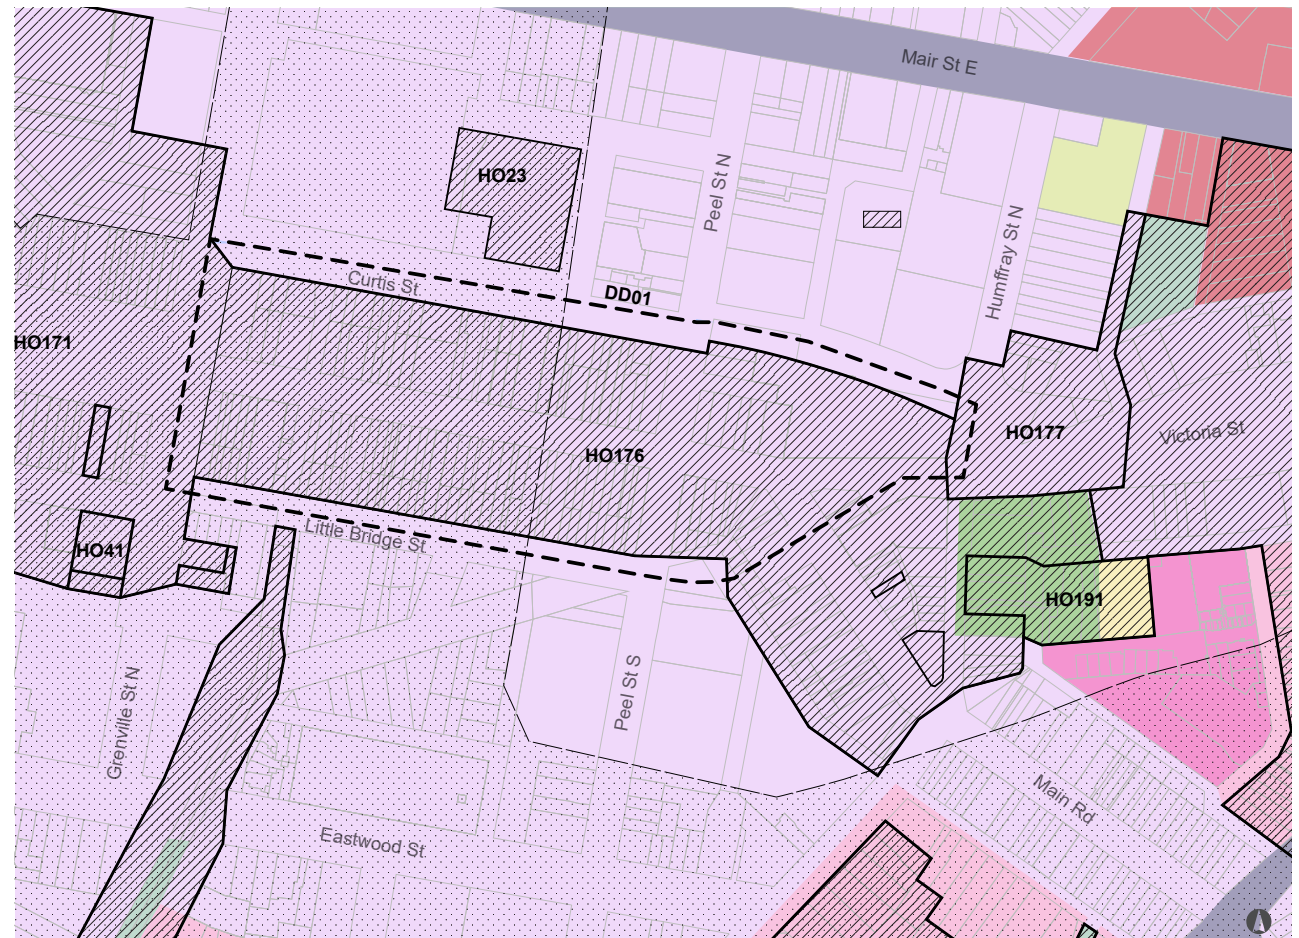 Mair St E
HO23
Peel St N
Humffray St N
Curtis St
DD01
HO171
HO177
Victoria St
HO176
Little Bridge St
HO41
HO191
Grenville St N
Peel St S
Main Rd
Eastwood St